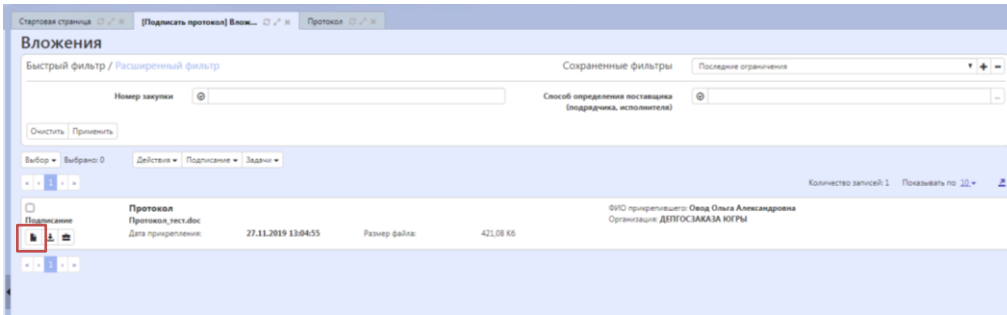 Стартовая страница [Подписать протокол] Влож... Протокол
Вложения
Быстрый фильтр / Расширенный фильтр Сохраненные фильтры Последние ограничения
Номер закупки Способ определения поставщика
(подрядчика, исполнителя)
Очистить Применить
Выбор Выбрано: 0 Действия Подписание Задачи
« ‹ 1 › » Количество записей: 1 Показывать по 10
Протокол ФИО прикрепившего: Овод Ольга Александровна
Подписание Протокол_тест.doc Организация: ДЕПГОСЗАКАЗА ЮГРЫ
Дата прикрепления: 27.11.2019 13:04:55 Размер файла: 421,08 Кб
« ‹ 1 › »